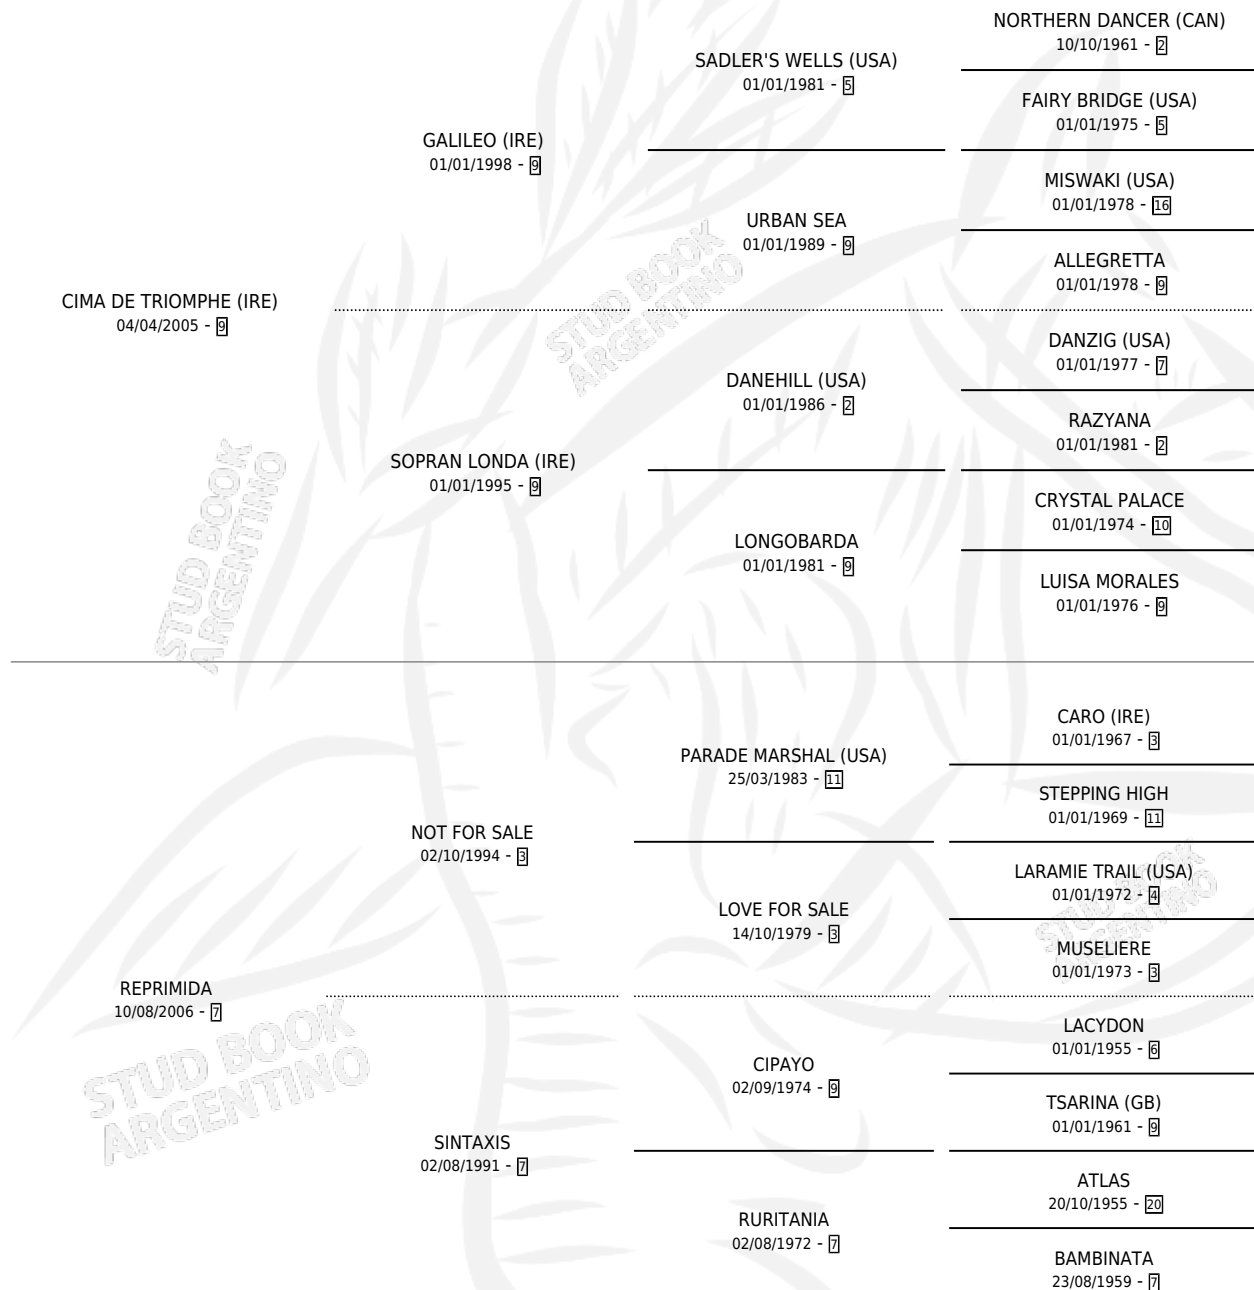 NORTHERN DANCER (CAN)
10/10/1961 - 2
SADLER'S WELLS (USA)
01/01/1981 - 5
FAIRY BRIDGE (USA)
01/01/1975 - 5
GALILEO (IRE)
01/01/1998 - 9
MISWAKI (USA)
01/01/1978 - 16
URBAN SEA
01/01/1989 - 9
ALLEGRETTA
01/01/1978 - 9
CIMA DE TRIOMPHE (IRE)
04/04/2005 - 9
STUD BOOK
ARGENTINO
DANZIG (USA)
01/01/1977 - 7
DANEHILL (USA)
01/01/1986 - 2
RAZYANA
01/01/1981 - 2
SOPRAN LONDA (IRE)
01/01/1995 - 9
CRYSTAL PALACE
01/01/1974 - 10
LONGOBARDA
01/01/1981 - 9
LUISA MORALES
01/01/1976 - 9
STUD BOOK
ARGENTINO
CARO (IRE)
01/01/1967 - 3
PARADE MARSHAL (USA)
25/03/1983 - 11
STEPPING HIGH
01/01/1969 - 11
NOT FOR SALE
02/10/1994 - 3
LARAMIE TRAIL (USA)
01/01/1972 - 4
LOVE FOR SALE
14/10/1979 - 3
STUD BOOK
ARGENTINO
MUSELIERE
01/01/1973 - 3
REPRIMIDA
10/08/2006 - 7
LACYDON
01/01/1955 - 6
CIPAYO
02/09/1974 - 9
STUD BOOK
ARGENTINO
TSARINA (GB)
01/01/1961 - 9
SINTAXIS
02/08/1991 - 7
ATLAS
20/10/1955 - 20
RURITANIA
02/08/1972 - 7
BAMBINATA
23/08/1959 - 7